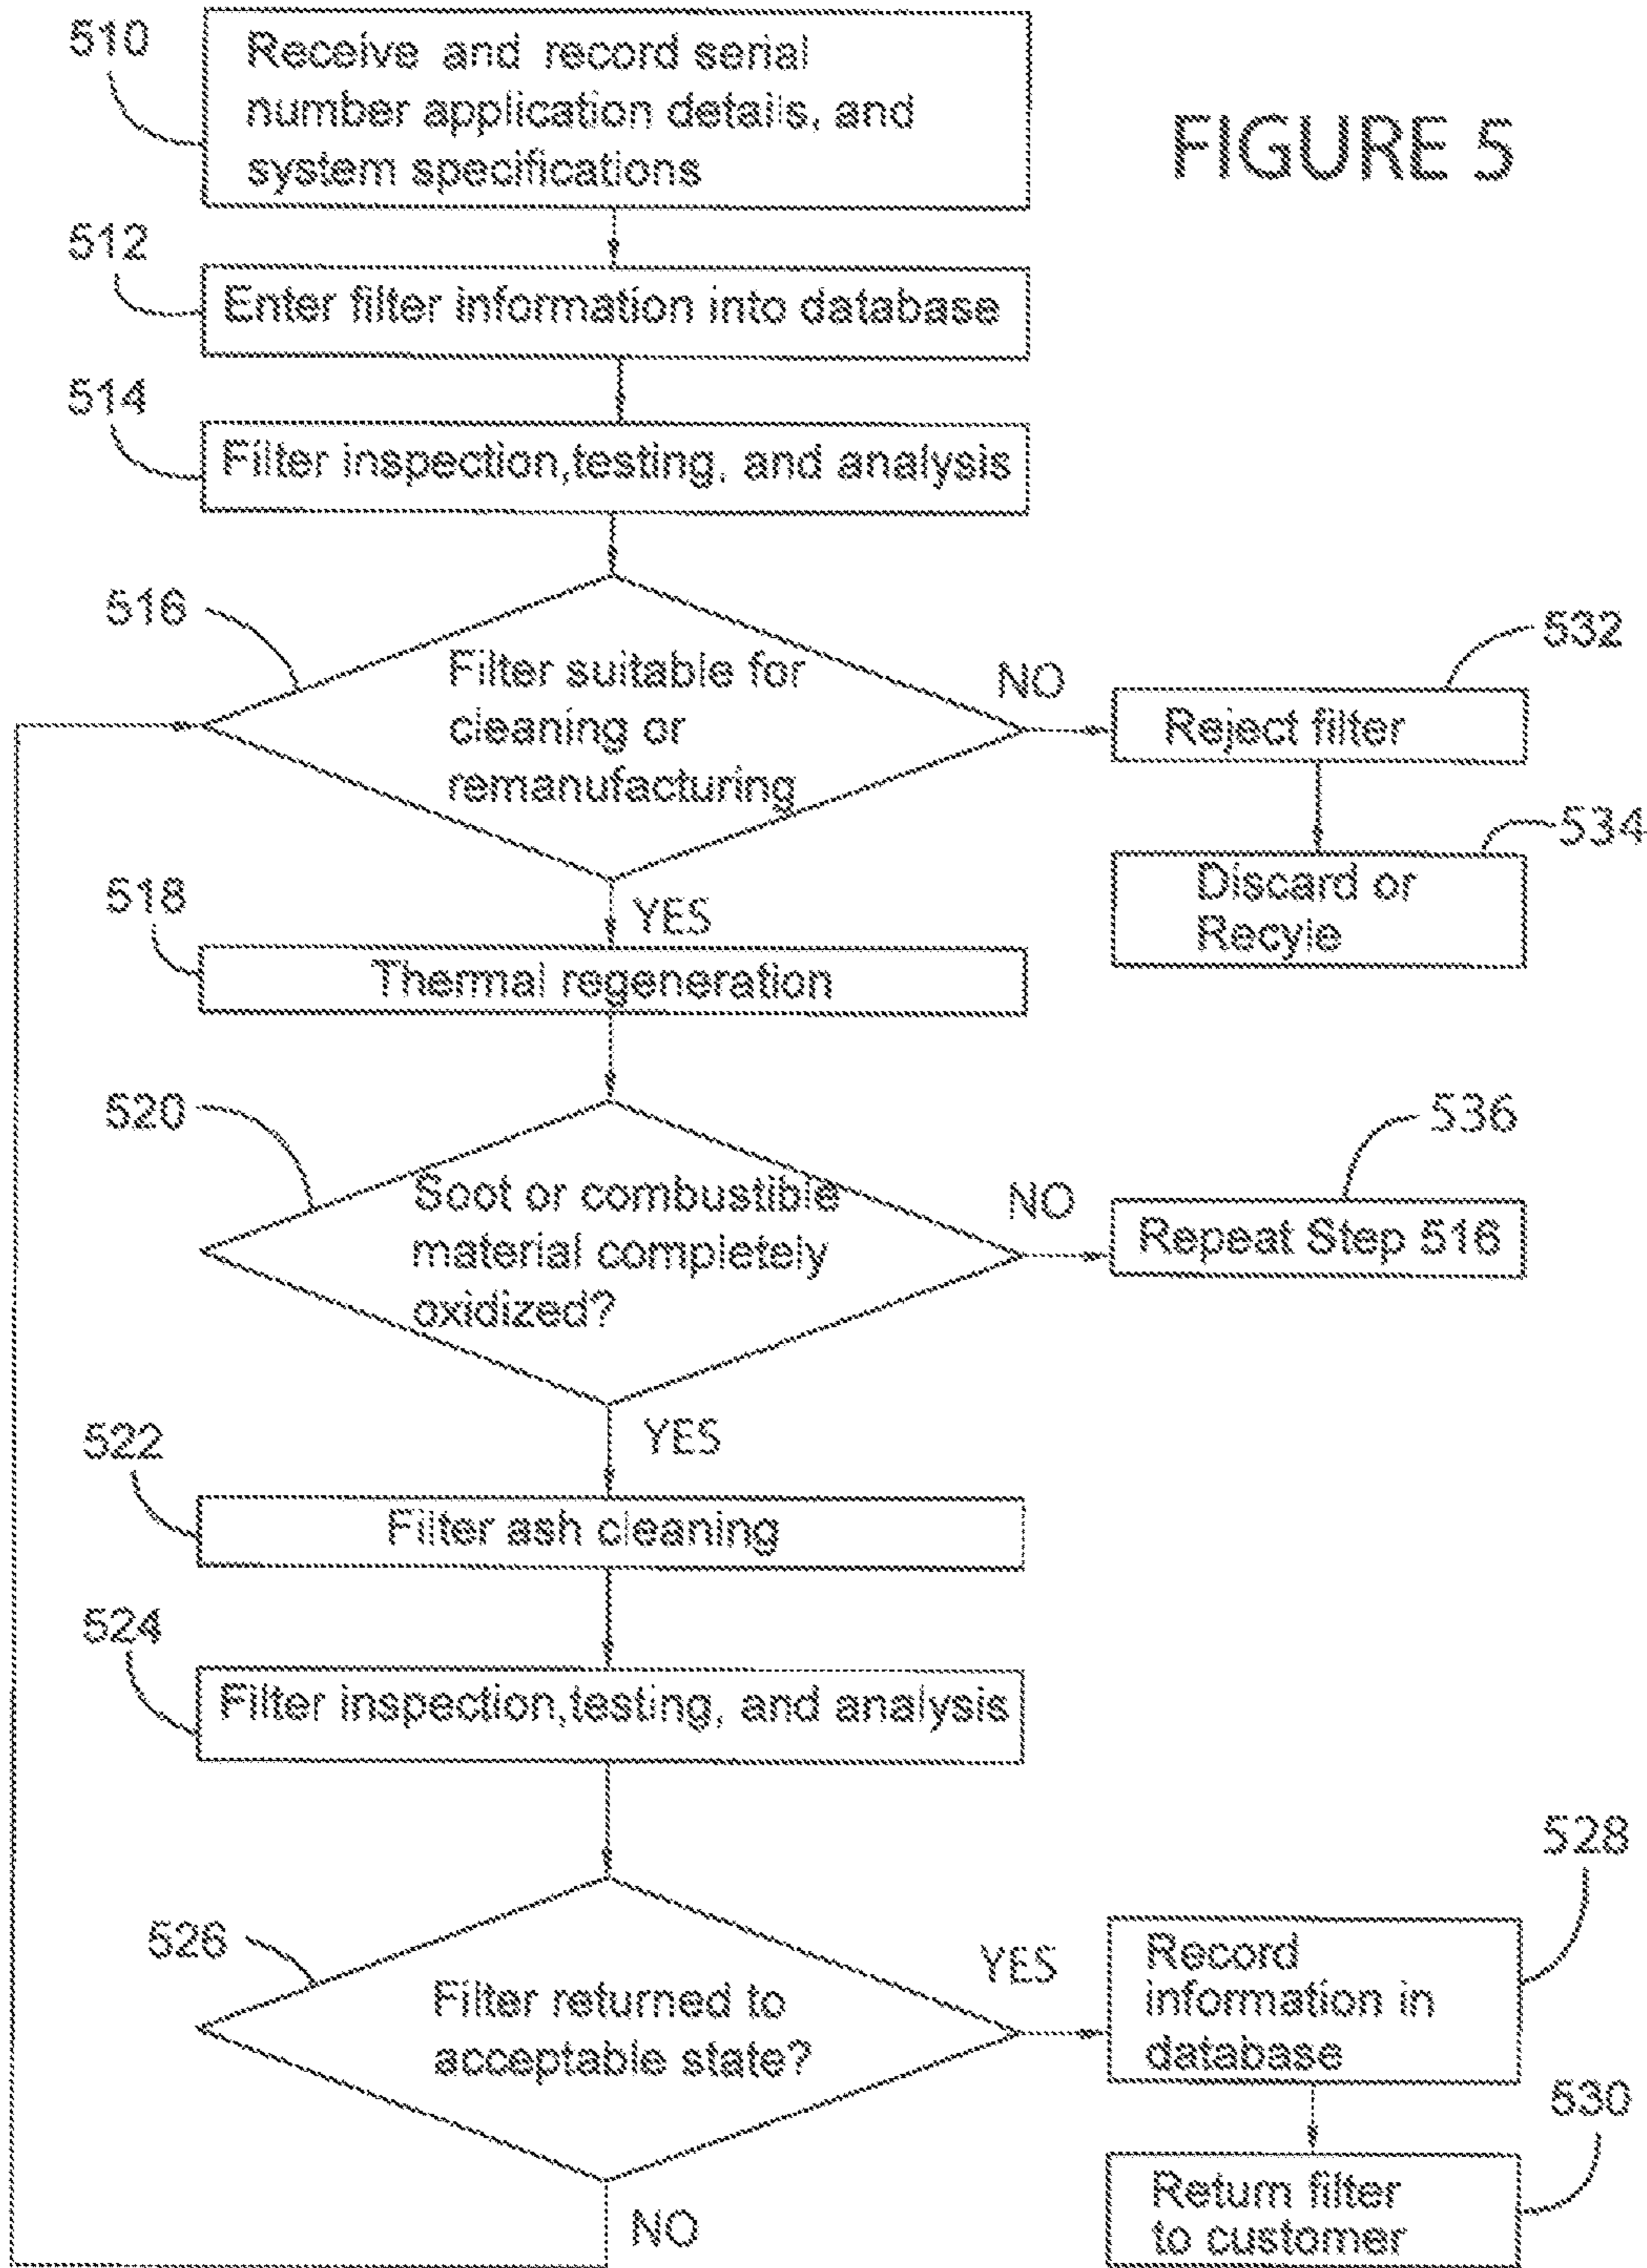 510
Receive and record serial
number application details, and
system specifications
FIGURE 5
512
Enter filter information into database
514
Filter inspection,testing, and analysis
516
Filter suitable for
cleaning or
remanufacturing
NO
532
Reject filter
534
Discard or
Recyle
YES
518
Thermal regeneration
520
Soot or combustible
material completely
oxidized?
NO
536
Repeat Step 516
YES
522
Filter ash cleaning
524
Filter inspection,testing, and analysis
526
Filter returned to
acceptable state?
YES
528
Record
information in
database
530
Return filter
to customer
NO